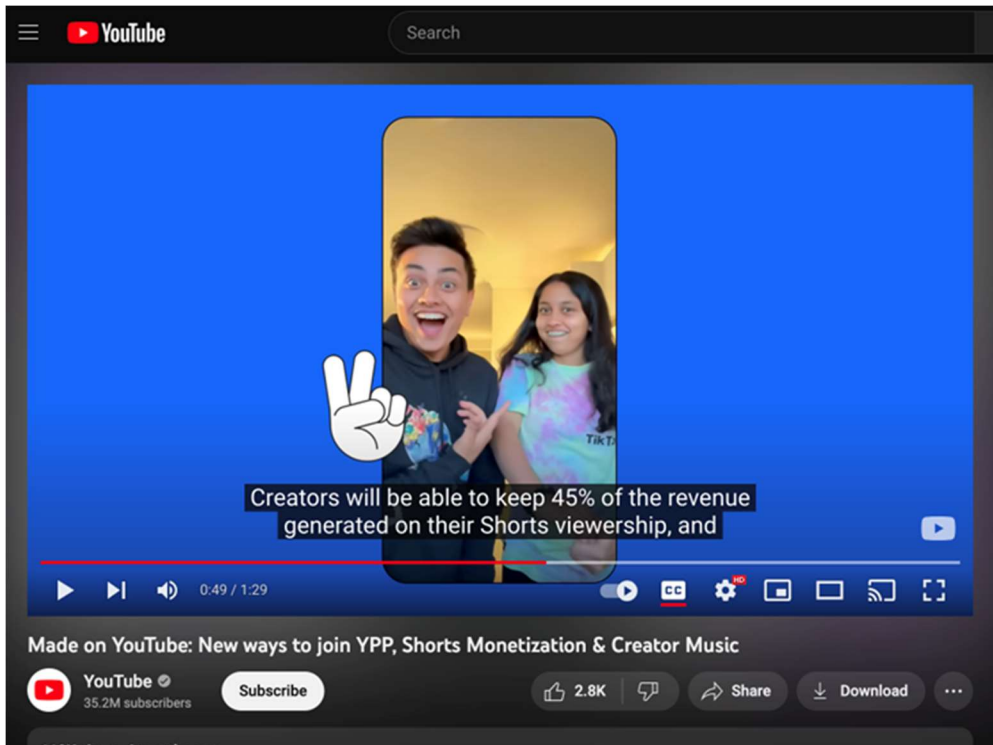 YouTube
Search
TikT
Creators will be able to keep 45% of the revenue
generated on their Shorts viewership, and
0:49 / 1:29
CC
HD
Made on YouTube: New ways to join YPP, Shorts Monetization & Creator Music
YouTube
35.2M subscribers
Subscribe
2.8K
Share
Download